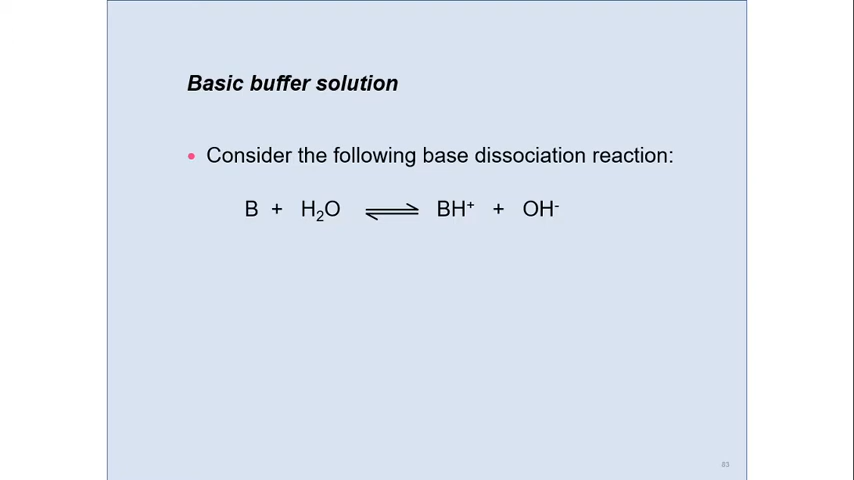 Basic buffer solution
• Consider the following base dissociation reaction:
B + H₂O ⇌ BH⁺ + OH⁻
83